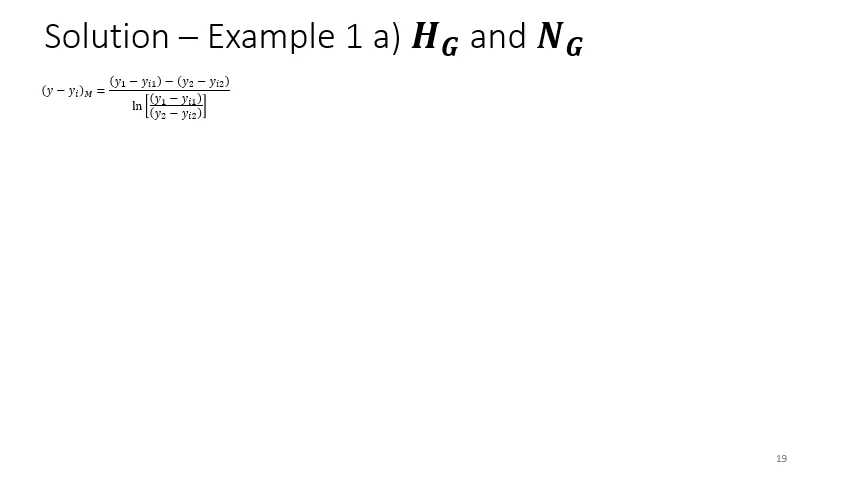 Solution – Example 1 a) H_G and N_G
(y − y_i)_M = ((y_1 − y_i1) − (y_2 − y_i2)) / (ln [(y_1 − y_i1) / (y_2 − y_i2)])
19